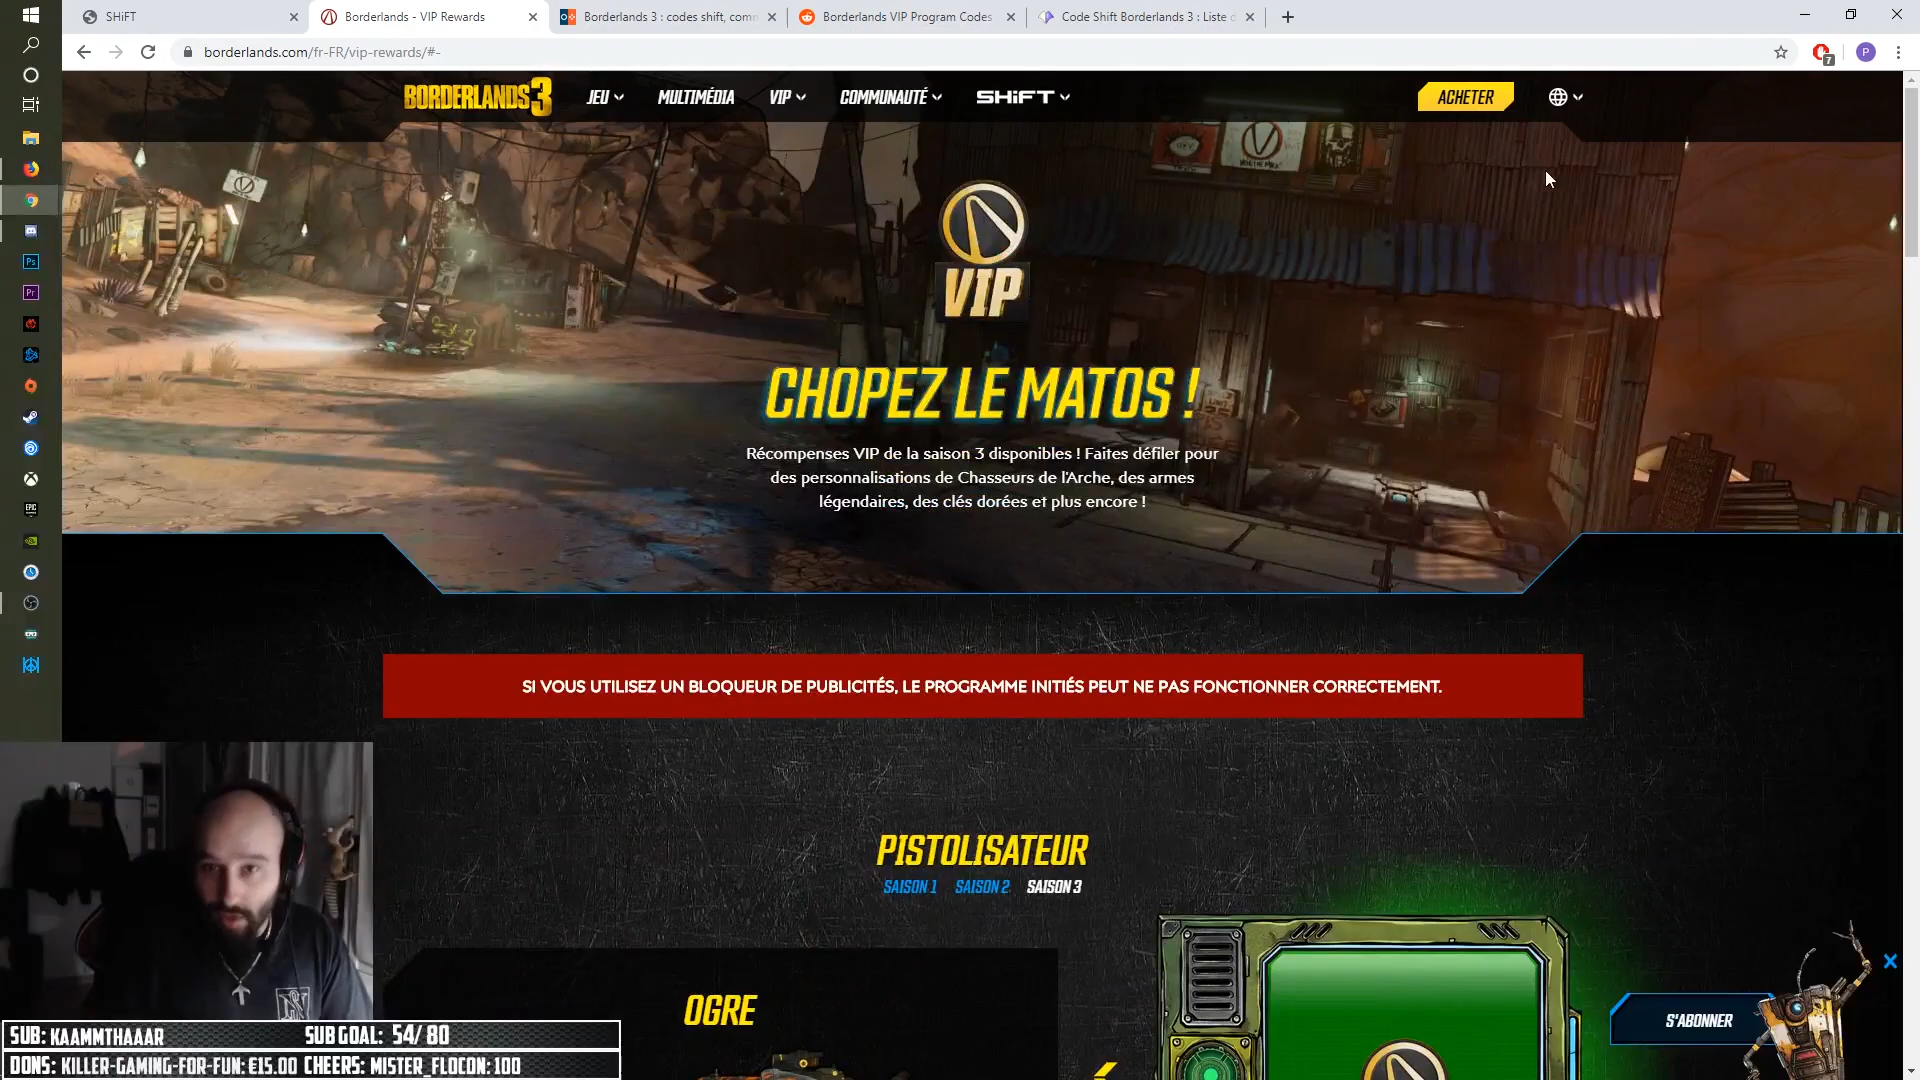 SHiFT
Borderlands - VIP Rewards
Borderlands 3 : codes shift, com
Borderlands VIP Program Codes
Code Shift Borderlands 3 : Liste d
borderlands.com/fr-FR/vip-rewards/#-
7
P
BORDERLANDS 3
JEU
MULTIMÉDIA
VIP
COMMUNAUTÉ
SHiFT
ACHETER
VIP
CHOPEZ LE MATOS !
Récompenses VIP de la saison 3 disponibles ! Faites défiler pour
des personnalisations de Chasseurs de l'Arche, des armes
légendaires, des clés dorées et plus encore !
SI VOUS UTILISEZ UN BLOQUEUR DE PUBLICITÉS, LE PROGRAMME INITIÉS PEUT NE PAS FONCTIONNER CORRECTEMENT.
PISTOLISATEUR
SAISON 1 SAISON 2 SAISON 3
OGRE
S'ABONNER
Ps
Pr
EPIC
SUB: KAAMMTHAAAR SUB GOAL: 54/80
DONS: KILLER-GAMING-FOR-FUN: €15.00 CHEERS: MISTER_FLOCON: 100